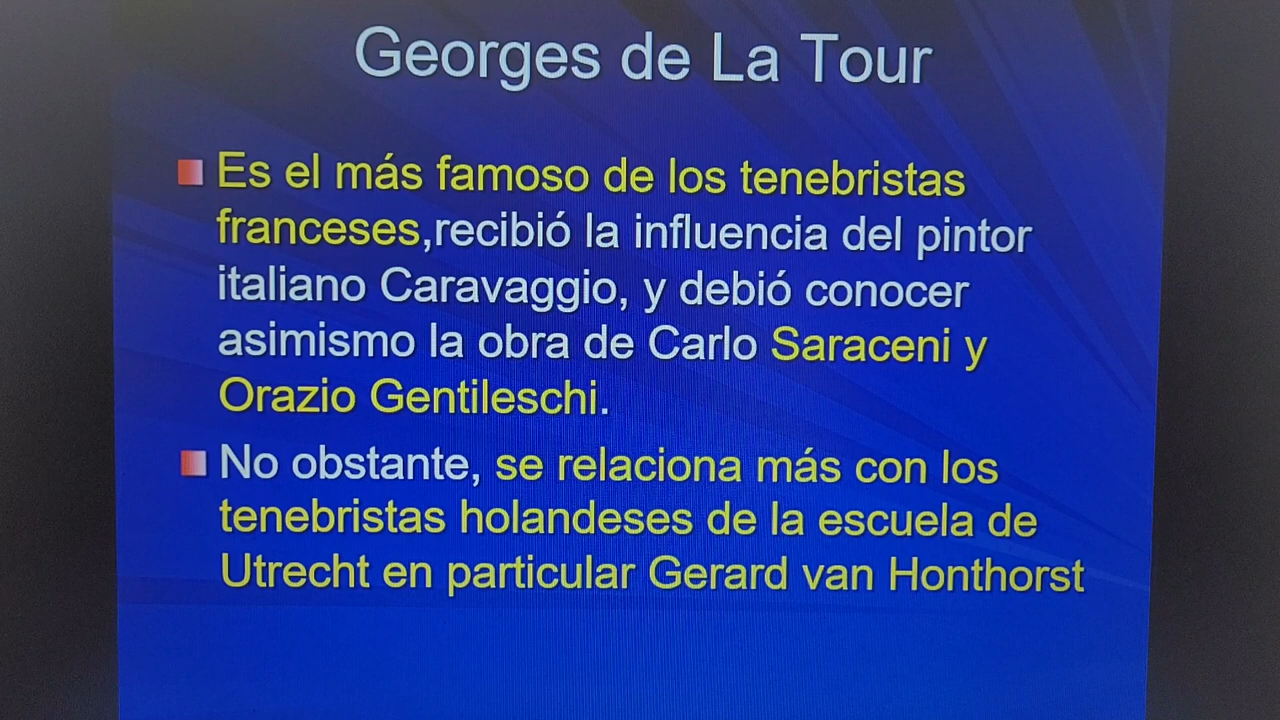 Georges de La Tour
Es el más famoso de los tenebristas
franceses,recibió la influencia del pintor
italiano Caravaggio, y debió conocer
asimismo la obra de Carlo Saraceni y
Orazio Gentileschi.
No obstante, se relaciona más con los
tenebristas holandeses de la escuela de
Utrecht en particular Gerard van Honthorst